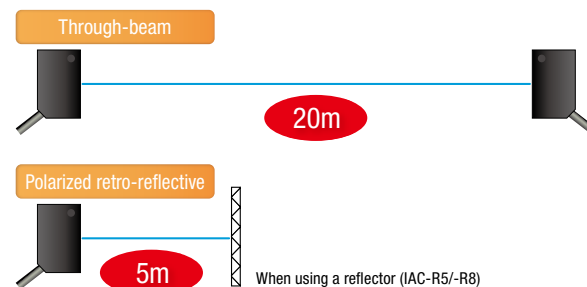 Through-beam
20m
Polarized retro-reflective
5m
When using a reflector (IAC-R5/-R8)